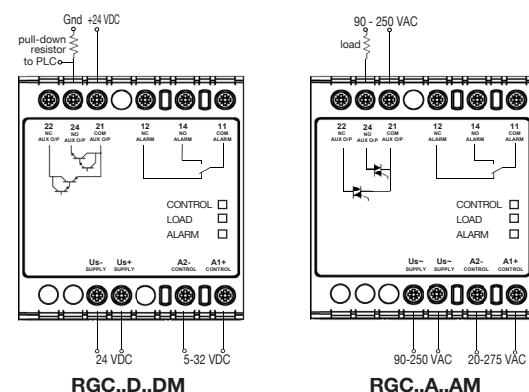 Gnd +24 VDC
pull-down
resistor
to PLC
22 24 21 12 14 11
NC NO COM NC NO COM
AUX O/P AUX O/P AUX O/P ALARM ALARM ALARM
CONTROL
LOAD
ALARM
Us- Us+ A2- A1+
SUPPLY SUPPLY CONTROL CONTROL
24 VDC 5-32 VDC
RGC..D..DM
90 - 250 VAC
load
22 24 21 12 14 11
NC NO COM NC NO COM
AUX O/P AUX O/P AUX O/P ALARM ALARM ALARM
CONTROL
LOAD
ALARM
Us~ Us~ A2- A1+
SUPPLY SUPPLY CONTROL CONTROL
90-250 VAC 20-275 VAC
RGC..A..AM